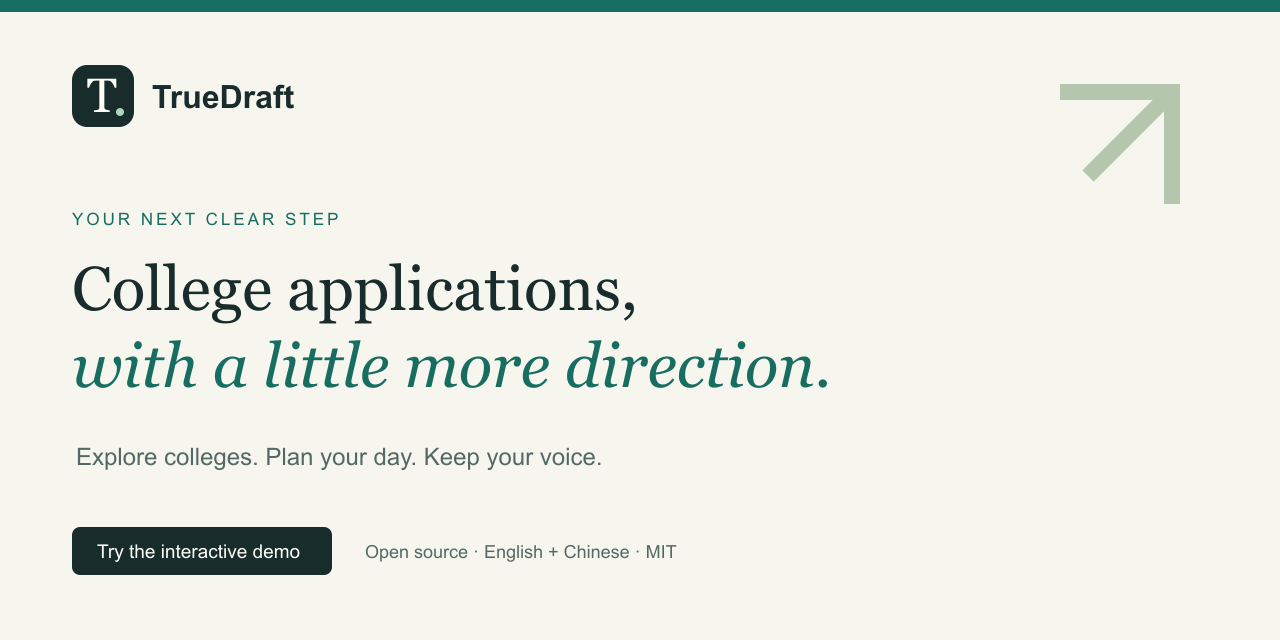 T.
TrueDraft
YOUR NEXT CLEAR STEP
College applications,
with a little more direction.
Explore colleges. Plan your day. Keep your voice.
Try the interactive demo
Open source · English + Chinese · MIT